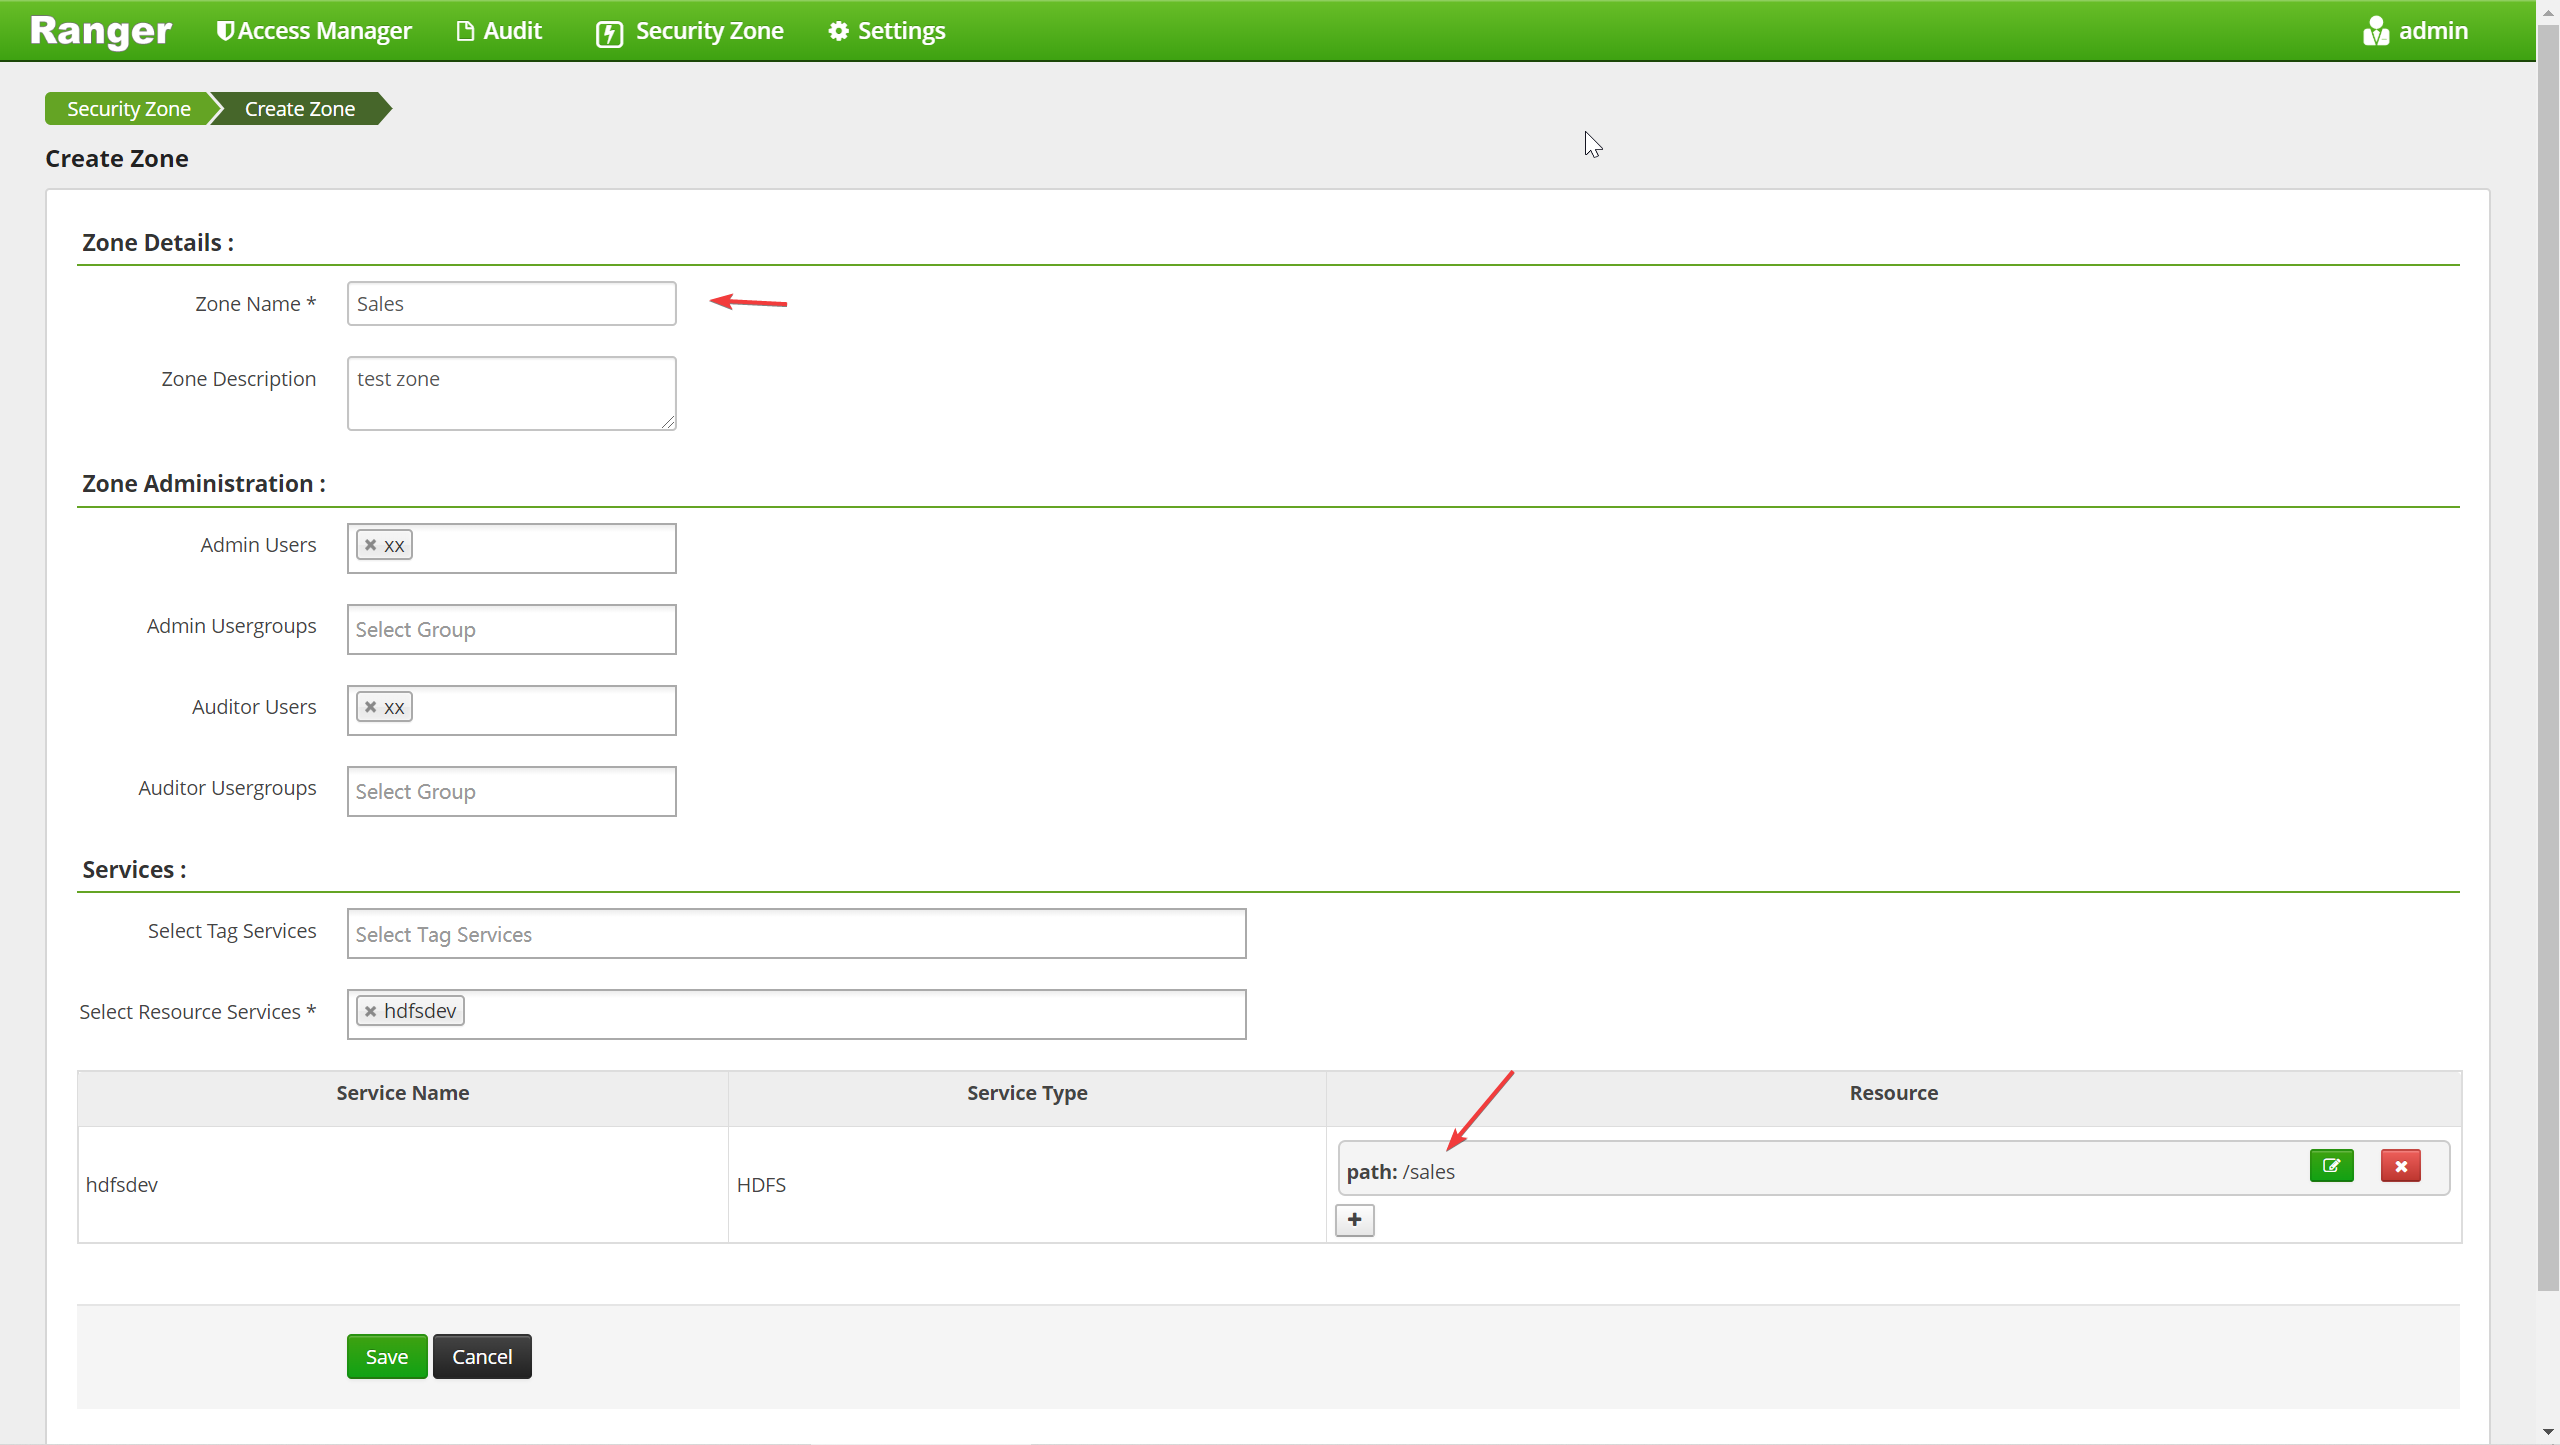 Ranger Access Manager Audit Security Zone Settings admin
Security Zone Create Zone
Create Zone
Zone Details :
Zone Name * Sales
Zone Description test zone
Zone Administration :
Admin Users xx
Admin Usergroups Select Group
Auditor Users xx
Auditor Usergroups Select Group
Services :
Select Tag Services Select Tag Services
Select Resource Services * hdfsdev
Service Name Service Type Resource
hdfsdev HDFS path: /sales
Save Cancel